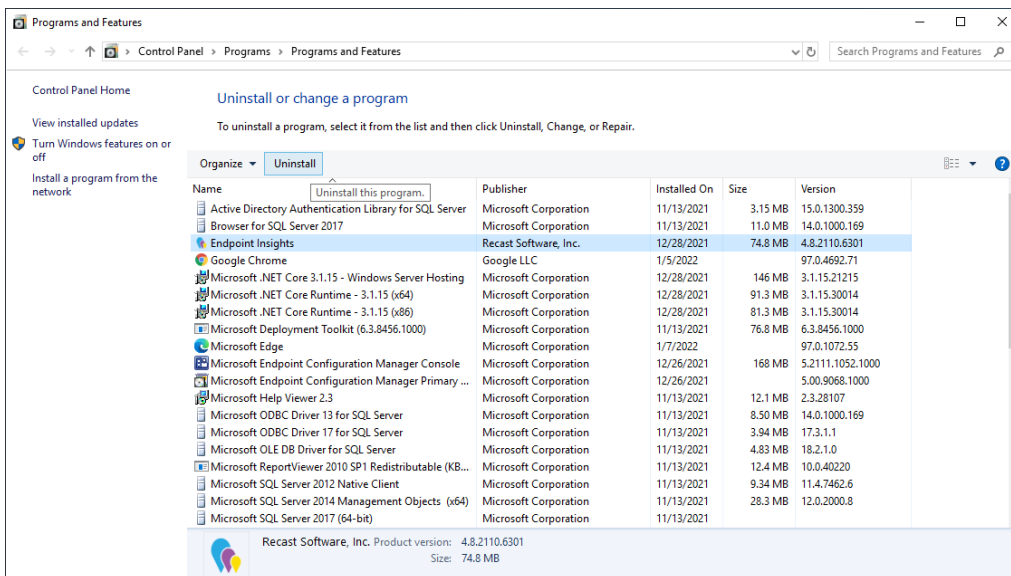 Programs and Features
Control Panel > Programs > Programs and Features
Search Programs and Features
Control Panel Home
View installed updates
Turn Windows features on or
off
Install a program from the
network
Uninstall or change a program
To uninstall a program, select it from the list and then click Uninstall, Change, or Repair.
Organize Uninstall
Name Publisher Installed On Size Version
Uninstall this program.
Active Directory Authentication Library for SQL Server Microsoft Corporation 11/13/2021 3.15 MB 15.0.1300.359
Browser for SQL Server 2017 Microsoft Corporation 11/13/2021 11.0 MB 14.0.1000.169
Endpoint Insights Recast Software, Inc. 12/28/2021 74.8 MB 4.8.2110.6301
Google Chrome Google LLC 1/5/2022 97.0.4692.71
Microsoft .NET Core 3.1.15 - Windows Server Hosting Microsoft Corporation 12/28/2021 146 MB 3.1.15.21215
Microsoft .NET Core Runtime - 3.1.15 (x64) Microsoft Corporation 12/28/2021 91.3 MB 3.1.15.30014
Microsoft .NET Core Runtime - 3.1.15 (x86) Microsoft Corporation 12/28/2021 81.3 MB 3.1.15.30014
Microsoft Deployment Toolkit (6.3.8456.1000) Microsoft Corporation 11/13/2021 76.8 MB 6.3.8456.1000
Microsoft Edge Microsoft Corporation 1/7/2022 97.0.1072.55
Microsoft Endpoint Configuration Manager Console Microsoft Corporation 12/26/2021 168 MB 5.2111.1052.1000
Microsoft Endpoint Configuration Manager Primary ... Microsoft Corporation 12/26/2021 5.00.9068.1000
Microsoft Help Viewer 2.3 Microsoft Corporation 11/13/2021 12.1 MB 2.3.28107
Microsoft ODBC Driver 13 for SQL Server Microsoft Corporation 11/13/2021 8.50 MB 14.0.1000.169
Microsoft ODBC Driver 17 for SQL Server Microsoft Corporation 11/13/2021 3.94 MB 17.3.1.1
Microsoft OLE DB Driver for SQL Server Microsoft Corporation 11/13/2021 4.83 MB 18.2.1.0
Microsoft ReportViewer 2010 SP1 Redistributable (KB... Microsoft Corporation 11/13/2021 12.4 MB 10.0.40220
Microsoft SQL Server 2012 Native Client Microsoft Corporation 11/13/2021 9.34 MB 11.4.7462.6
Microsoft SQL Server 2014 Management Objects (x64) Microsoft Corporation 11/13/2021 28.3 MB 12.0.2000.8
Microsoft SQL Server 2017 (64-bit) Microsoft Corporation 11/13/2021
Recast Software, Inc. Product version: 4.8.2110.6301
Size: 74.8 MB